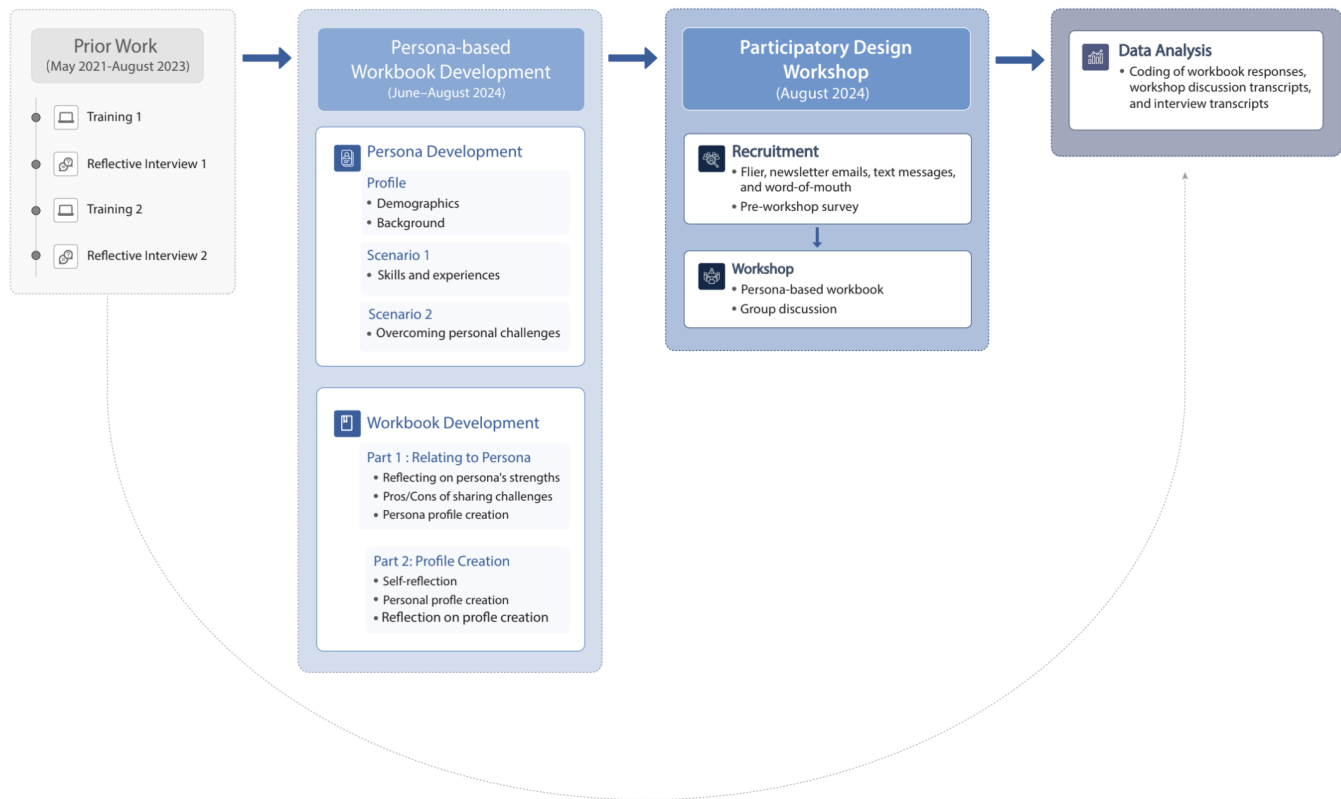 Prior Work
(May 2021-August 2023)
Training 1
Reflective Interview 1
Training 2
Reflective Interview 2
Persona-based
Workbook Development
(June–August 2024)
Persona Development
Profile
• Demographics
• Background
Scenario 1
• Skills and experiences
Scenario 2
• Overcoming personal challenges
Workbook Development
Part 1 : Relating to Persona
• Reflecting on persona's strengths
• Pros/Cons of sharing challenges
• Persona profile creation
Part 2: Profile Creation
• Self-reflection
• Personal profle creation
• Reflection on profle creation
Participatory Design
Workshop
(August 2024)
Recruitment
• Flier, newsletter emails, text messages,
and word-of-mouth
• Pre-workshop survey
Workshop
• Persona-based workbook
• Group discussion
Data Analysis
• Coding of workbook responses,
workshop discussion transcripts,
and interview transcripts